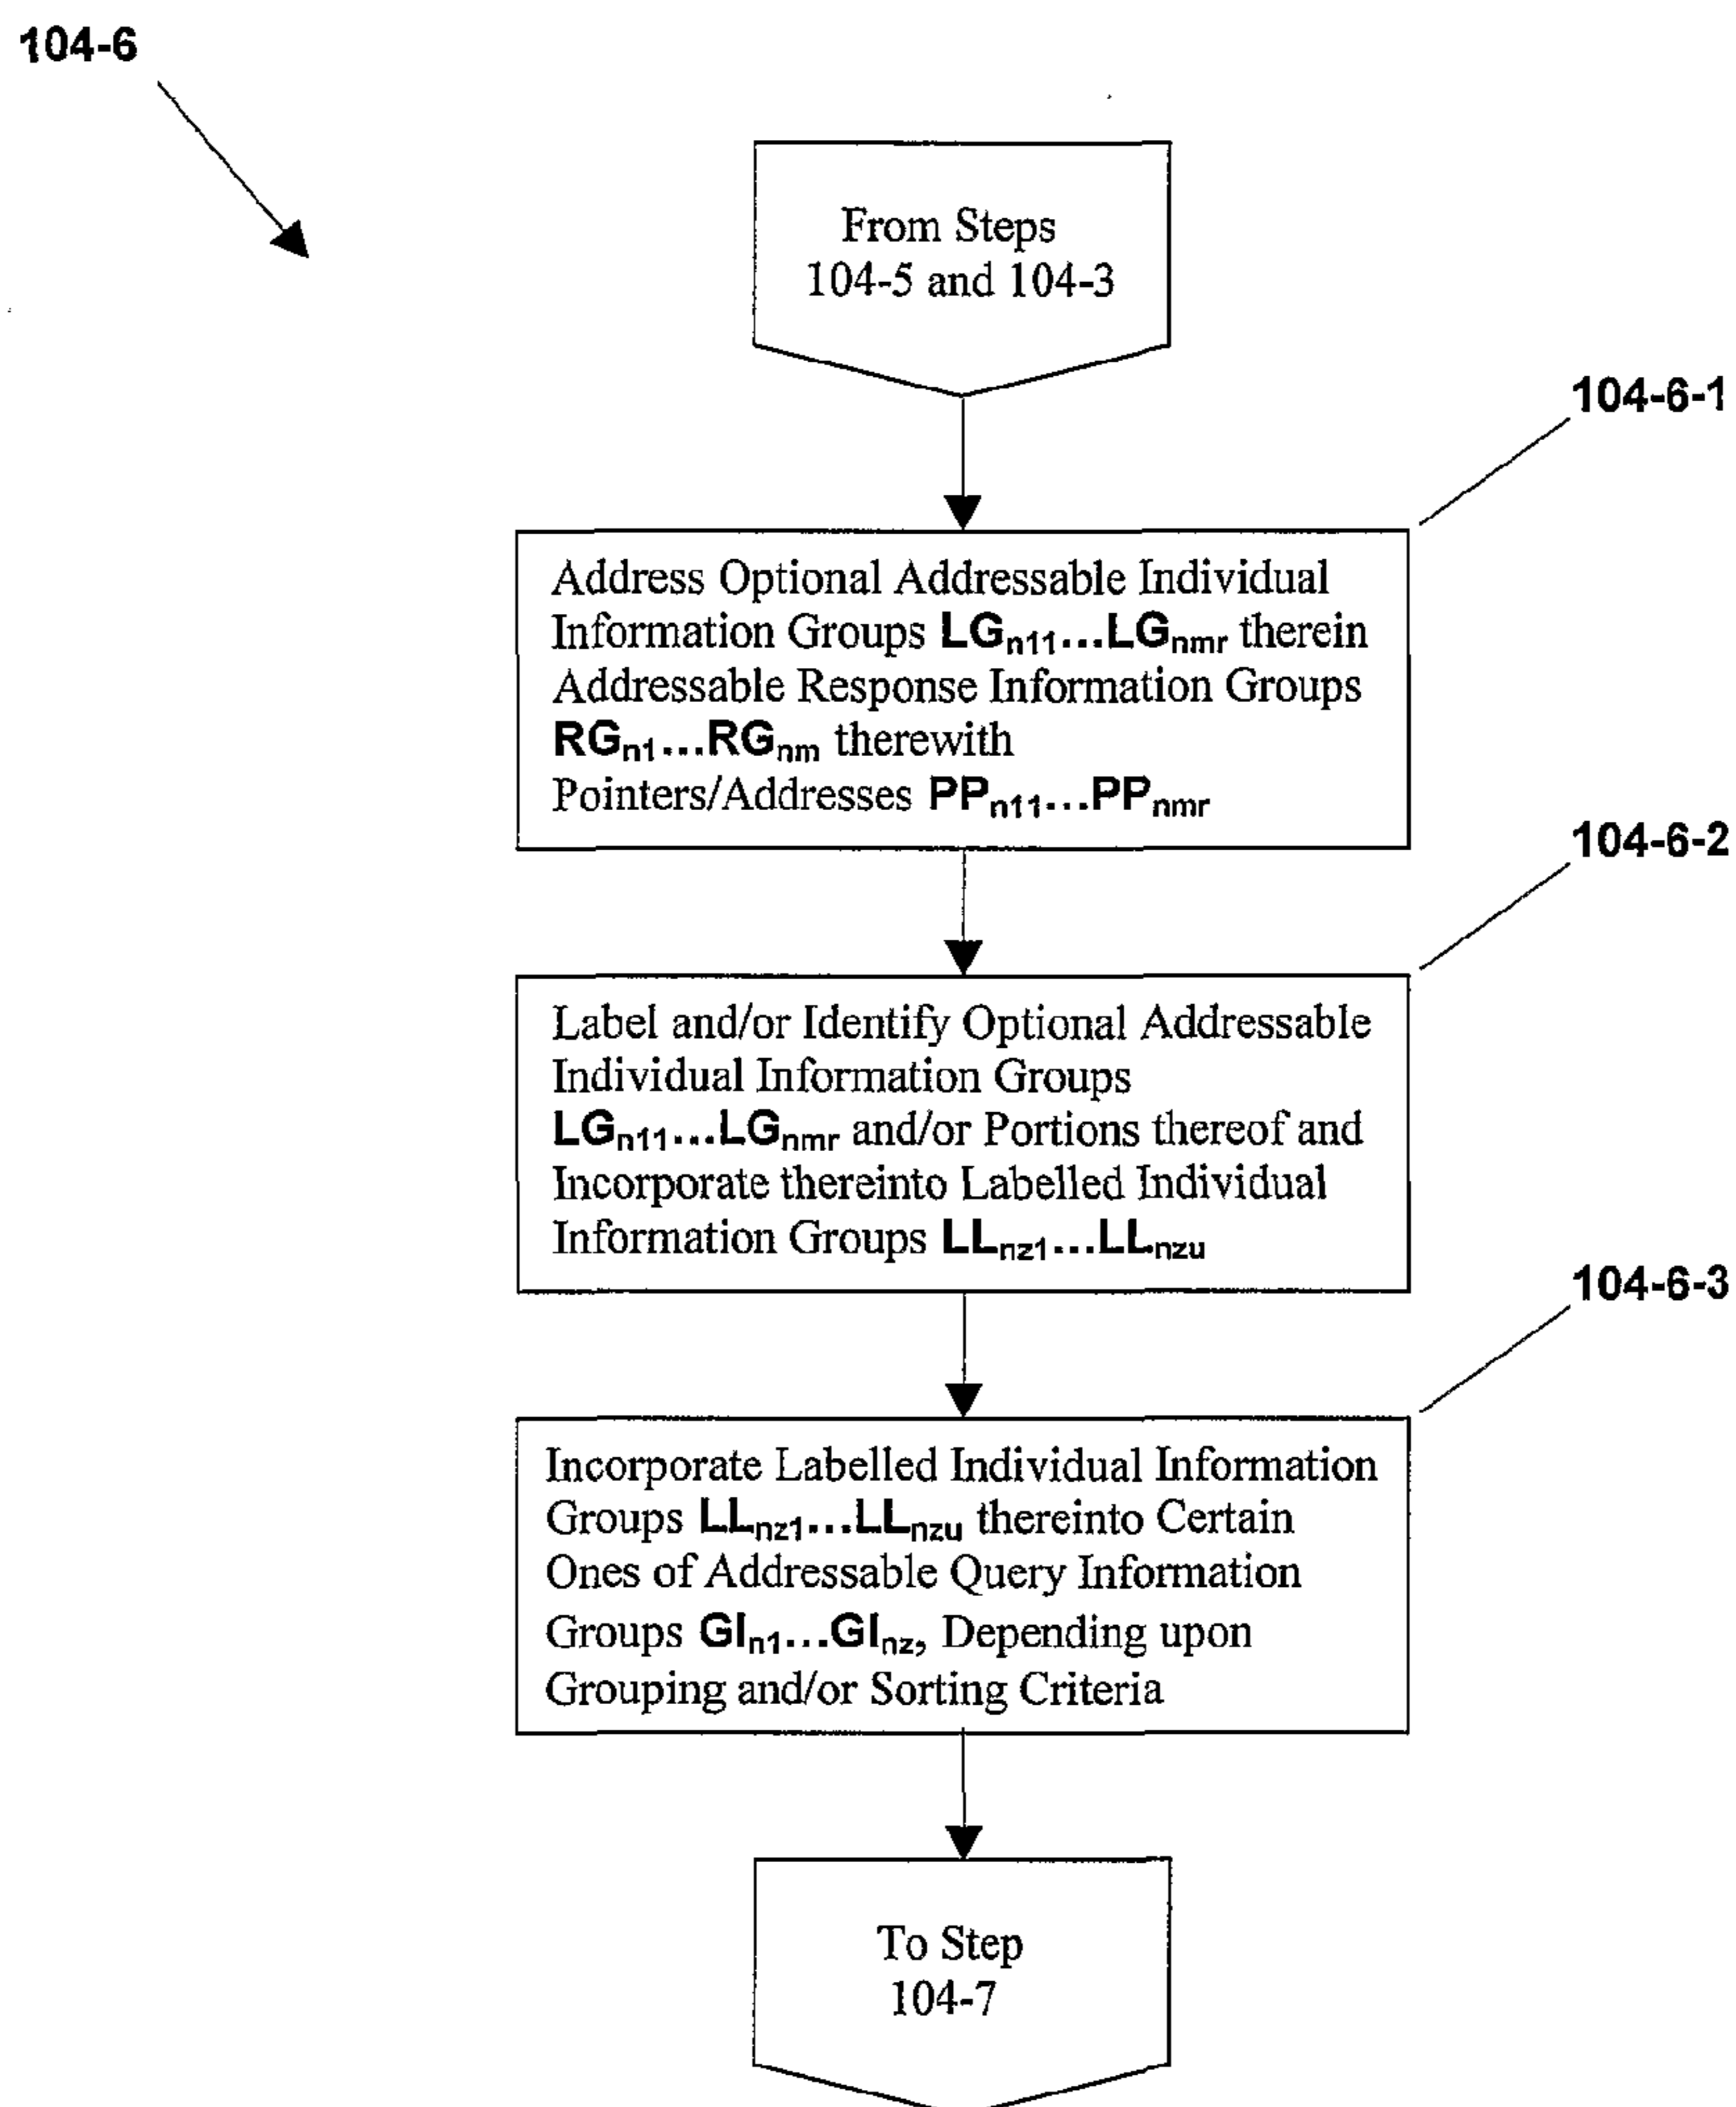 104-6
From Steps
104-5 and 104-3
104-6-1
Address Optional Addressable Individual
Information Groups LGn11...LGnmr therein
Addressable Response Information Groups
RGn1...RGnm therewith
Pointers/Addresses PPn11...PPnmr
104-6-2
Label and/or Identify Optional Addressable
Individual Information Groups
LGn11...LGnmr and/or Portions thereof and
Incorporate thereinto Labelled Individual
Information Groups LLnz1...LLnzu
104-6-3
Incorporate Labelled Individual Information
Groups LLnz1...LLnzu thereinto Certain
Ones of Addressable Query Information
Groups GIn1...GInz, Depending upon
Grouping and/or Sorting Criteria
To Step
104-7